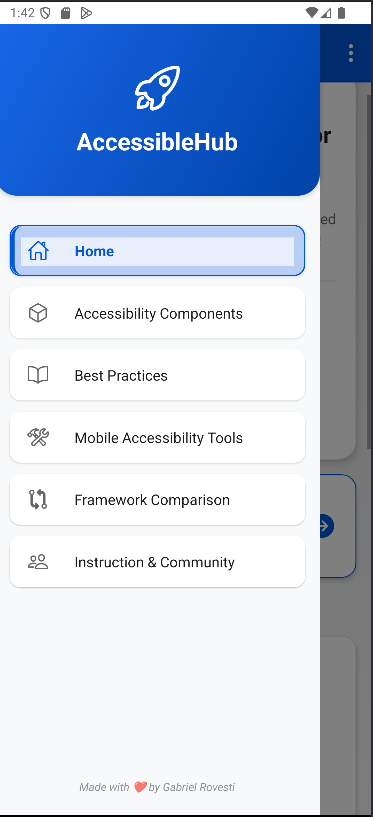 1:42
AccessibleHub
or
ed
Home
Accessibility Components
Best Practices
Mobile Accessibility Tools
Framework Comparison
Instruction & Community
Made with ❤️ by Gabriel Rovesti